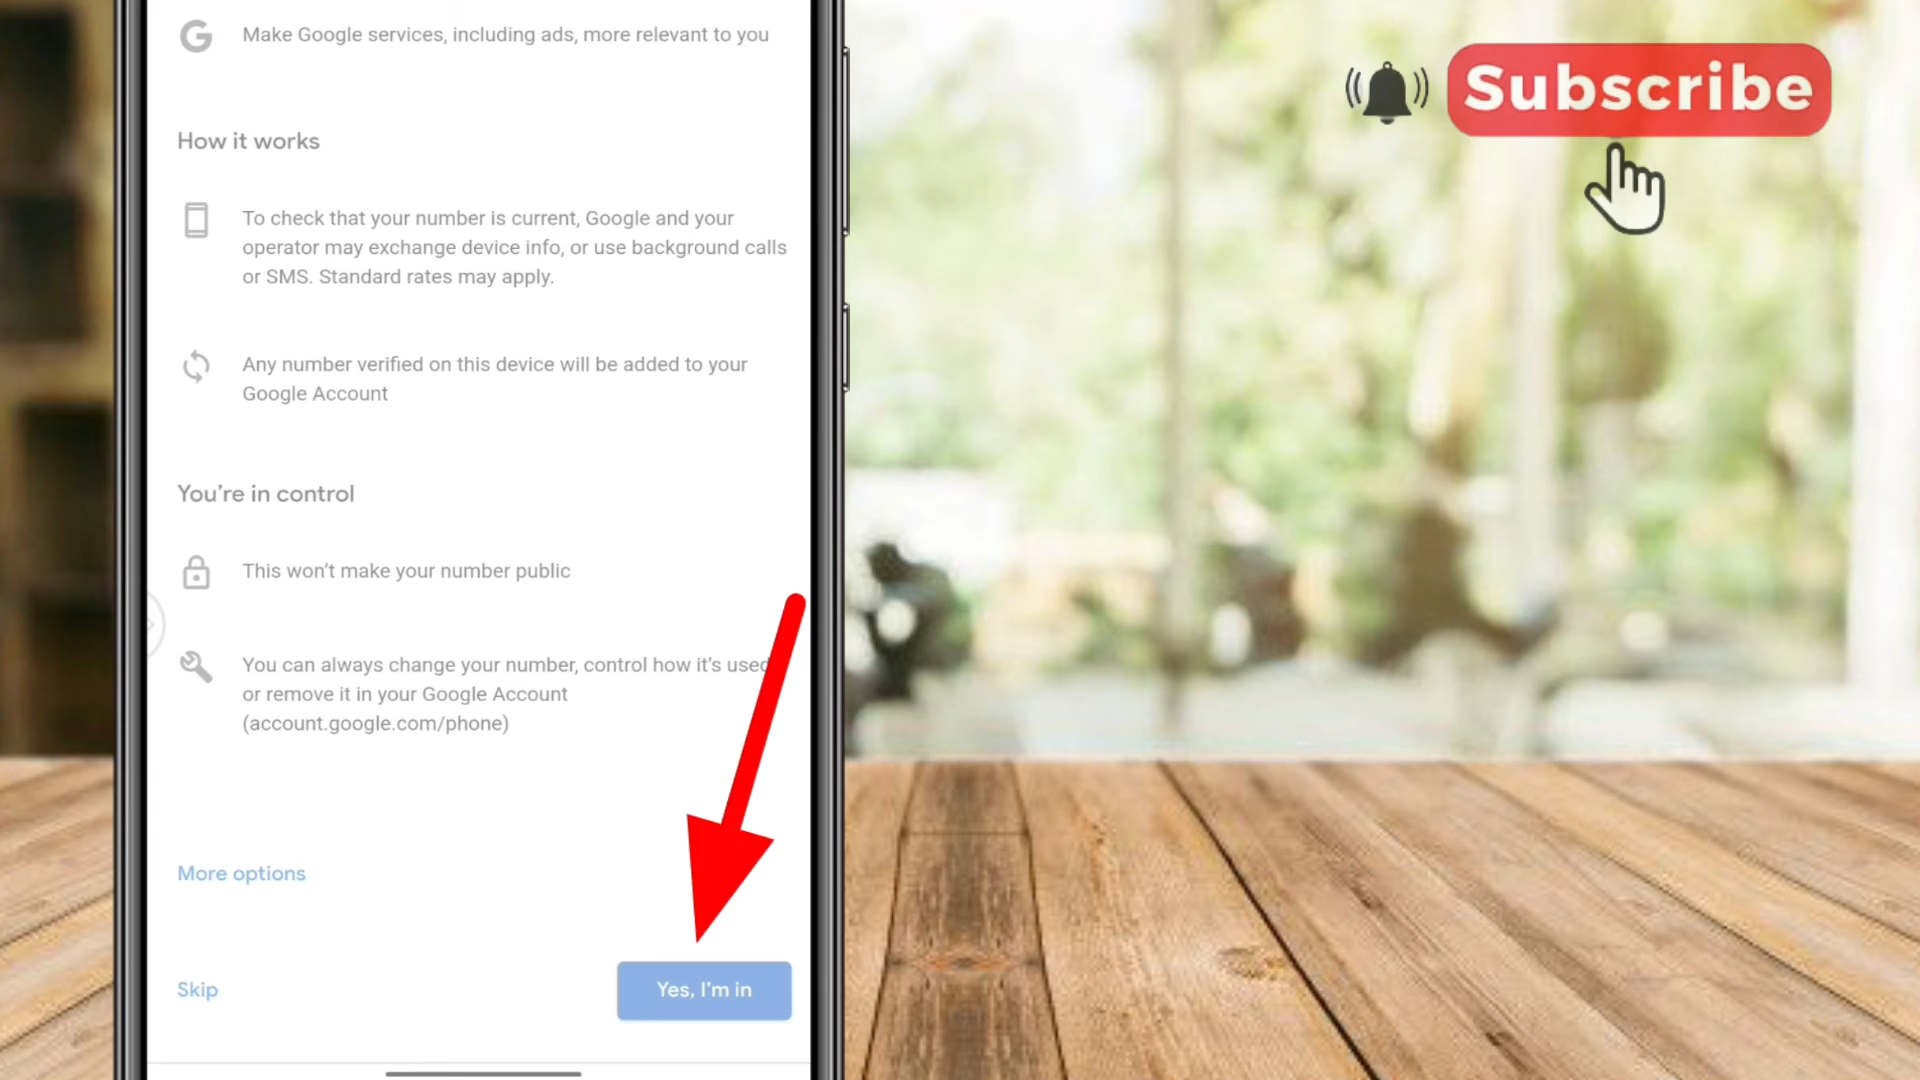 Make Google services, including ads, more relevant to you
How it works
To check that your number is current, Google and your
operator may exchange device info, or use background calls
or SMS. Standard rates may apply.
Any number verified on this device will be added to your
Google Account
You're in control
This won't make your number public
You can always change your number, control how it's used
or remove it in your Google Account
(account.google.com/phone)
More options
Skip
Yes, I'm in
Subscribe